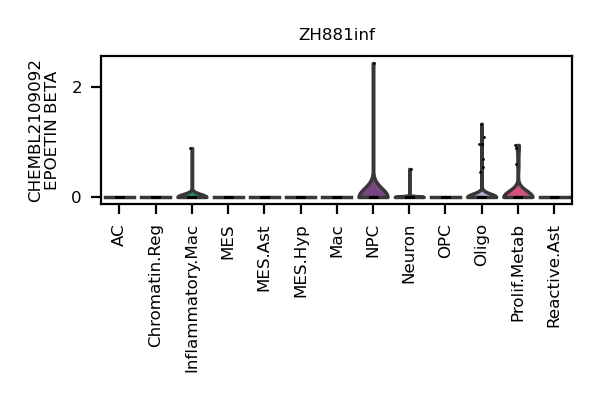 ZH881inf
CHEMBL2109092
EPOETIN BETA
2
0
AC
Chromatin.Reg
Inflammatory.Mac
MES
MES.Ast
MES.Hyp
Mac
NPC
Neuron
OPC
Oligo
Prolif.Metab
Reactive.Ast